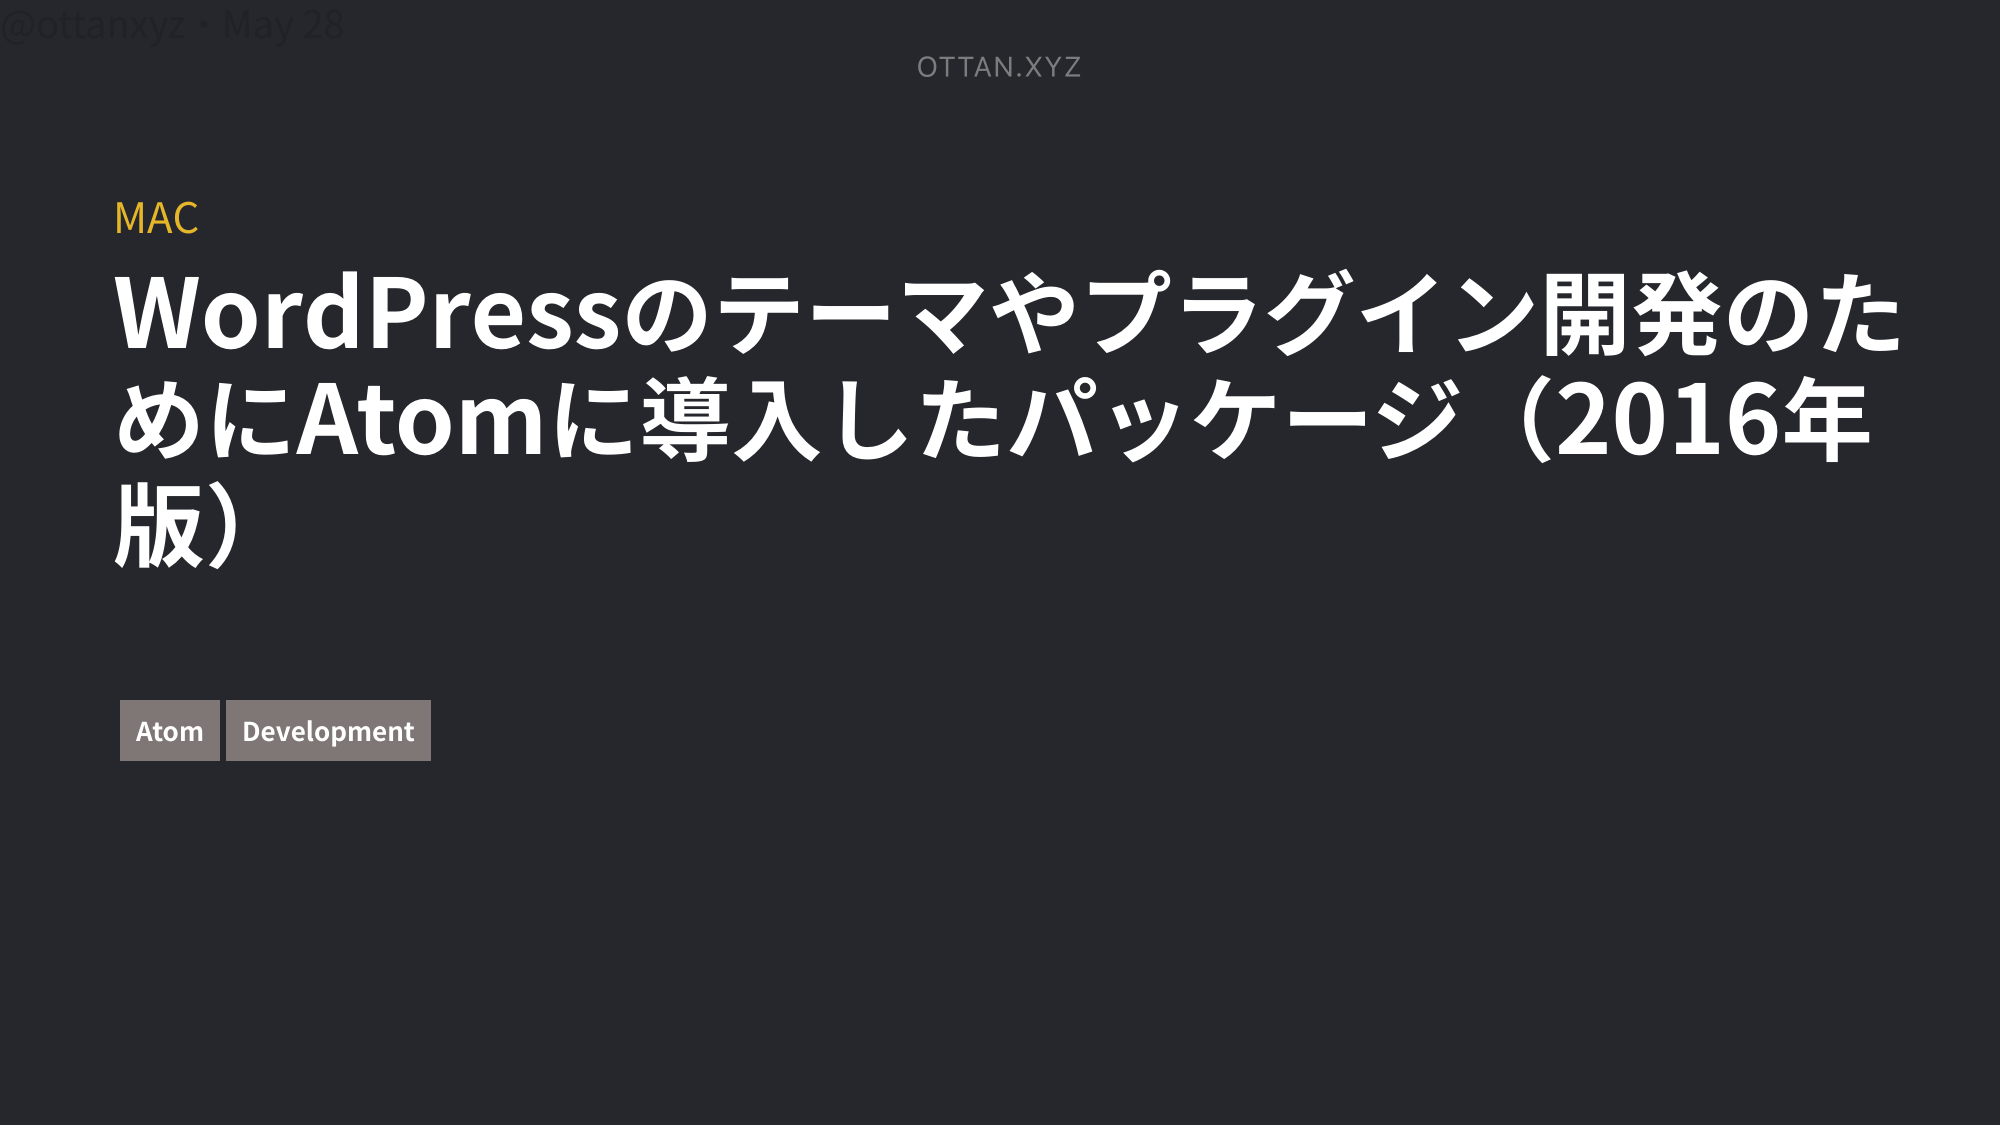 @ottanxyz・May 28
OTTAN.XYZ
MAC
WordPressのテーマやプラグイン開発のた
めにAtomに導入したパッケージ（2016年
版）
Atom
Development